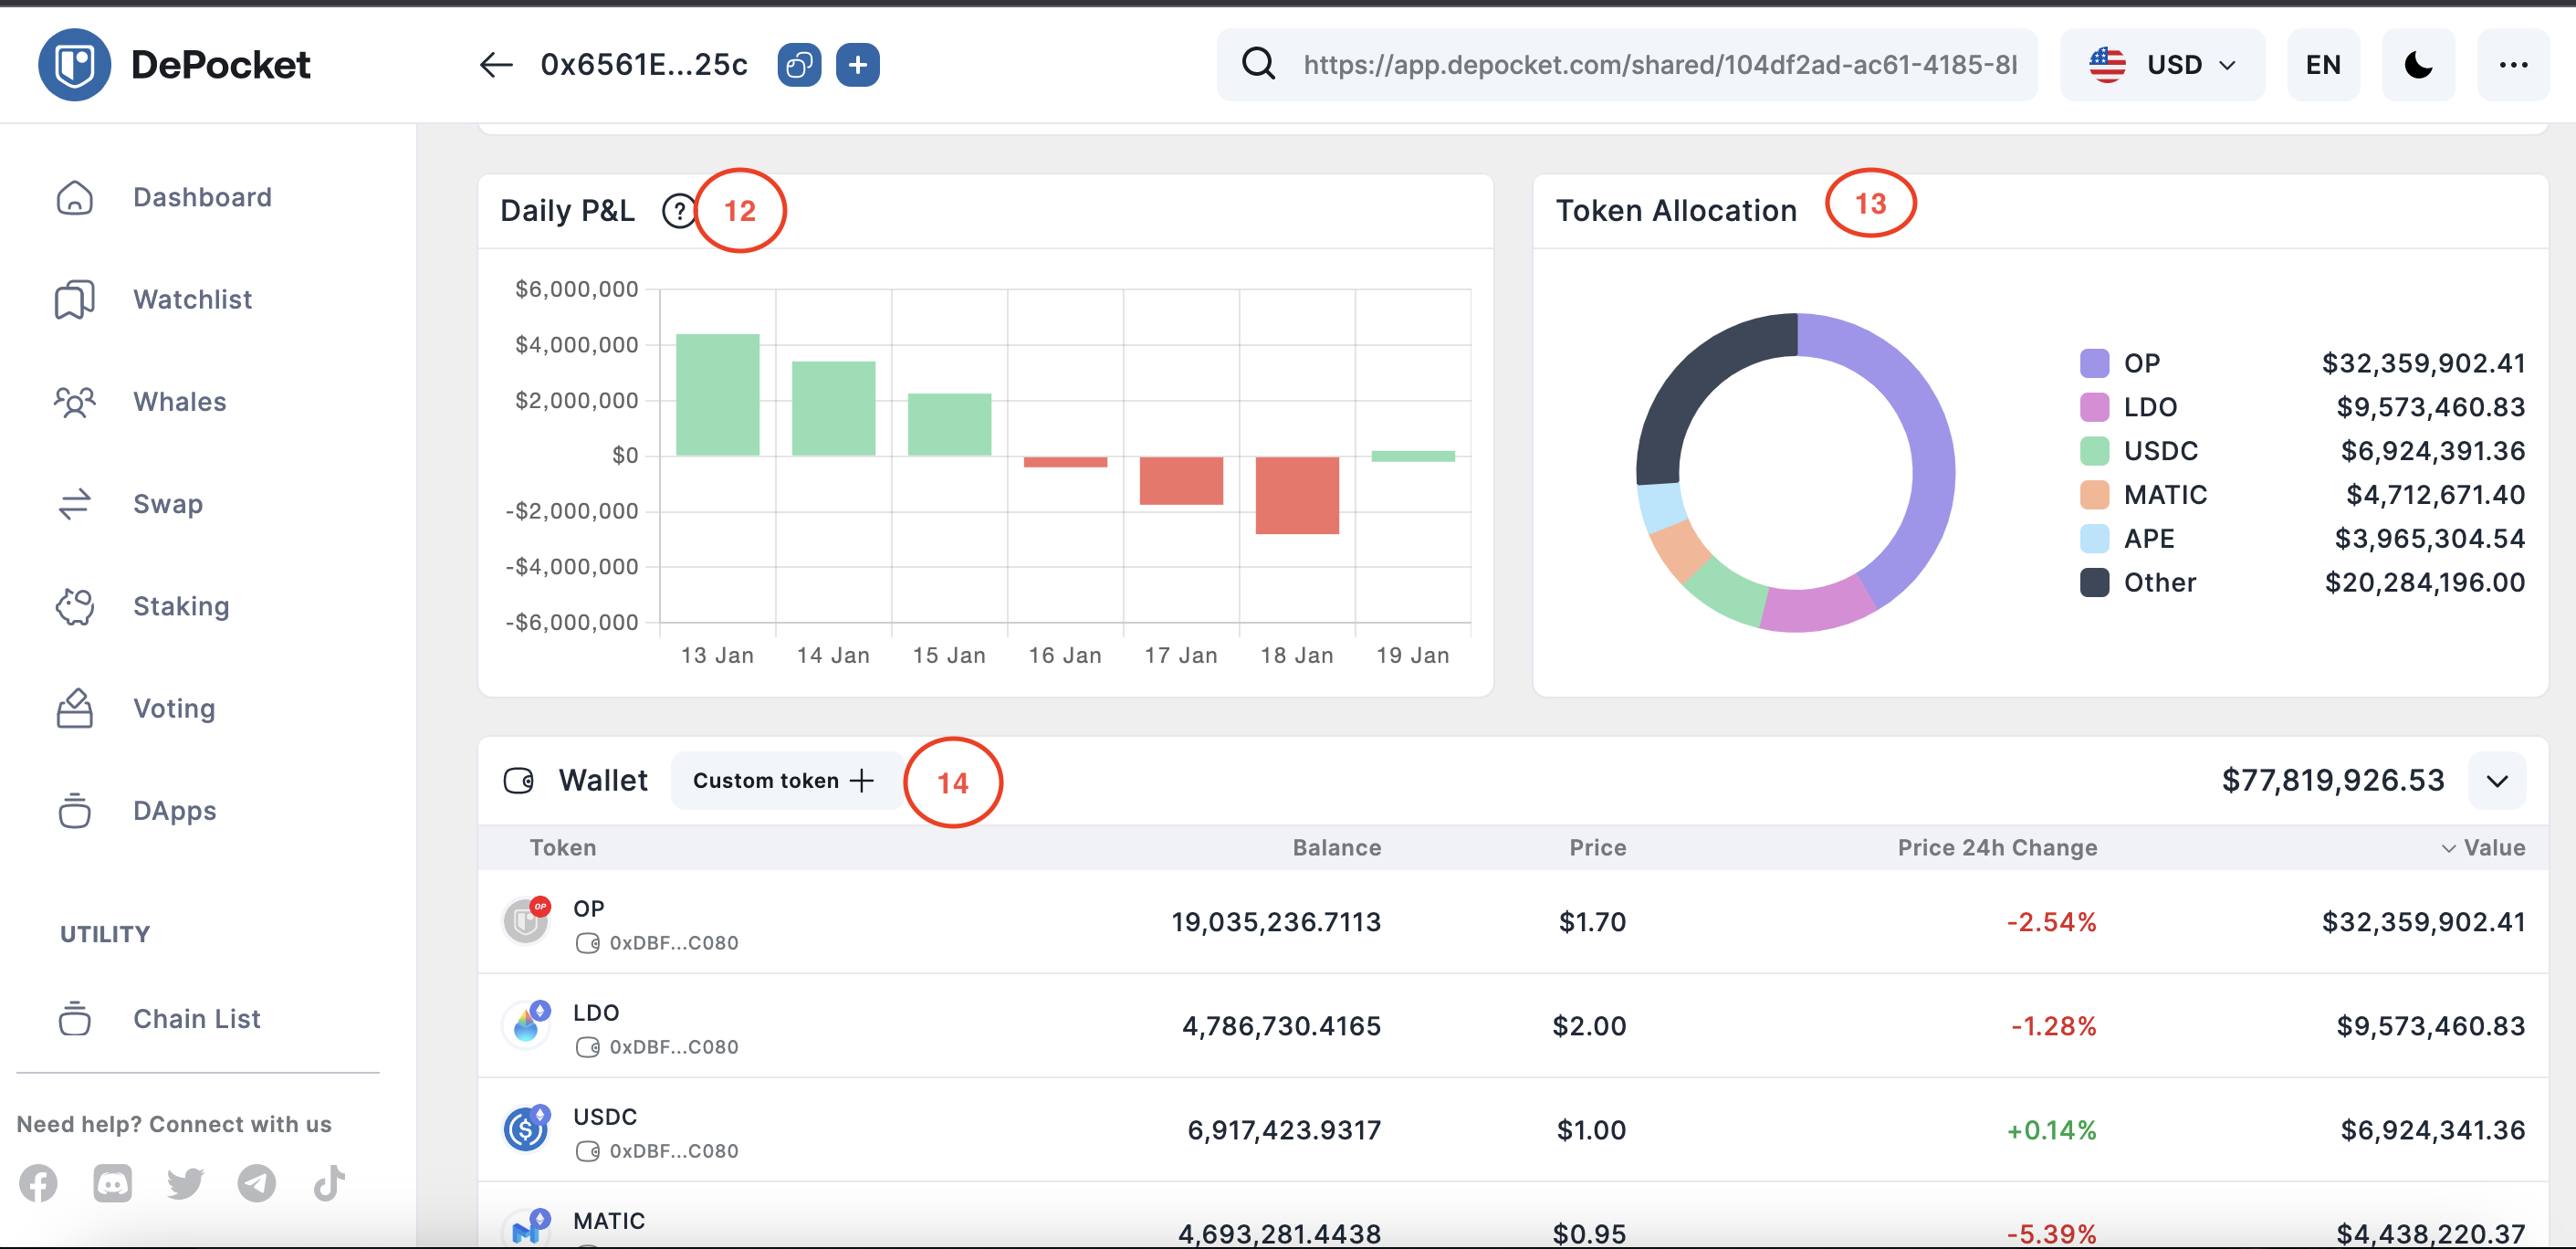 DePocket
0x6561E...25c
https://app.depocket.com/shared/104df2ad-ac61-4185-8
USD
EN
Dashboard
Watchlist
Whales
Swap
Staking
Voting
DApps
UTILITY
Chain List
Need help? Connect with us
Daily P&L ? 12
$6,000,000
$4,000,000
$2,000,000
$0
-$2,000,000
-$4,000,000
-$6,000,000
13 Jan 14 Jan 15 Jan 16 Jan 17 Jan 18 Jan 19 Jan
Token Allocation 13
OP $32,359,902.41
LDO $9,573,460.83
USDC $6,924,391.36
MATIC $4,712,671.40
APE $3,965,304.54
Other $20,284,196.00
Wallet Custom token + 14 $77,819,926.53
Token Balance Price Price 24h Change Value
OP
OP 19,035,236.7113 $1.70 -2.54% $32,359,902.41
0xDBF...C080
LDO 4,786,730.4165 $2.00 -1.28% $9,573,460.83
0xDBF...C080
USDC 6,917,423.9317 $1.00 +0.14% $6,924,341.36
0xDBF...C080
MATIC 4,693,281.4438 $0.95 -5.39% $4,438,220.37